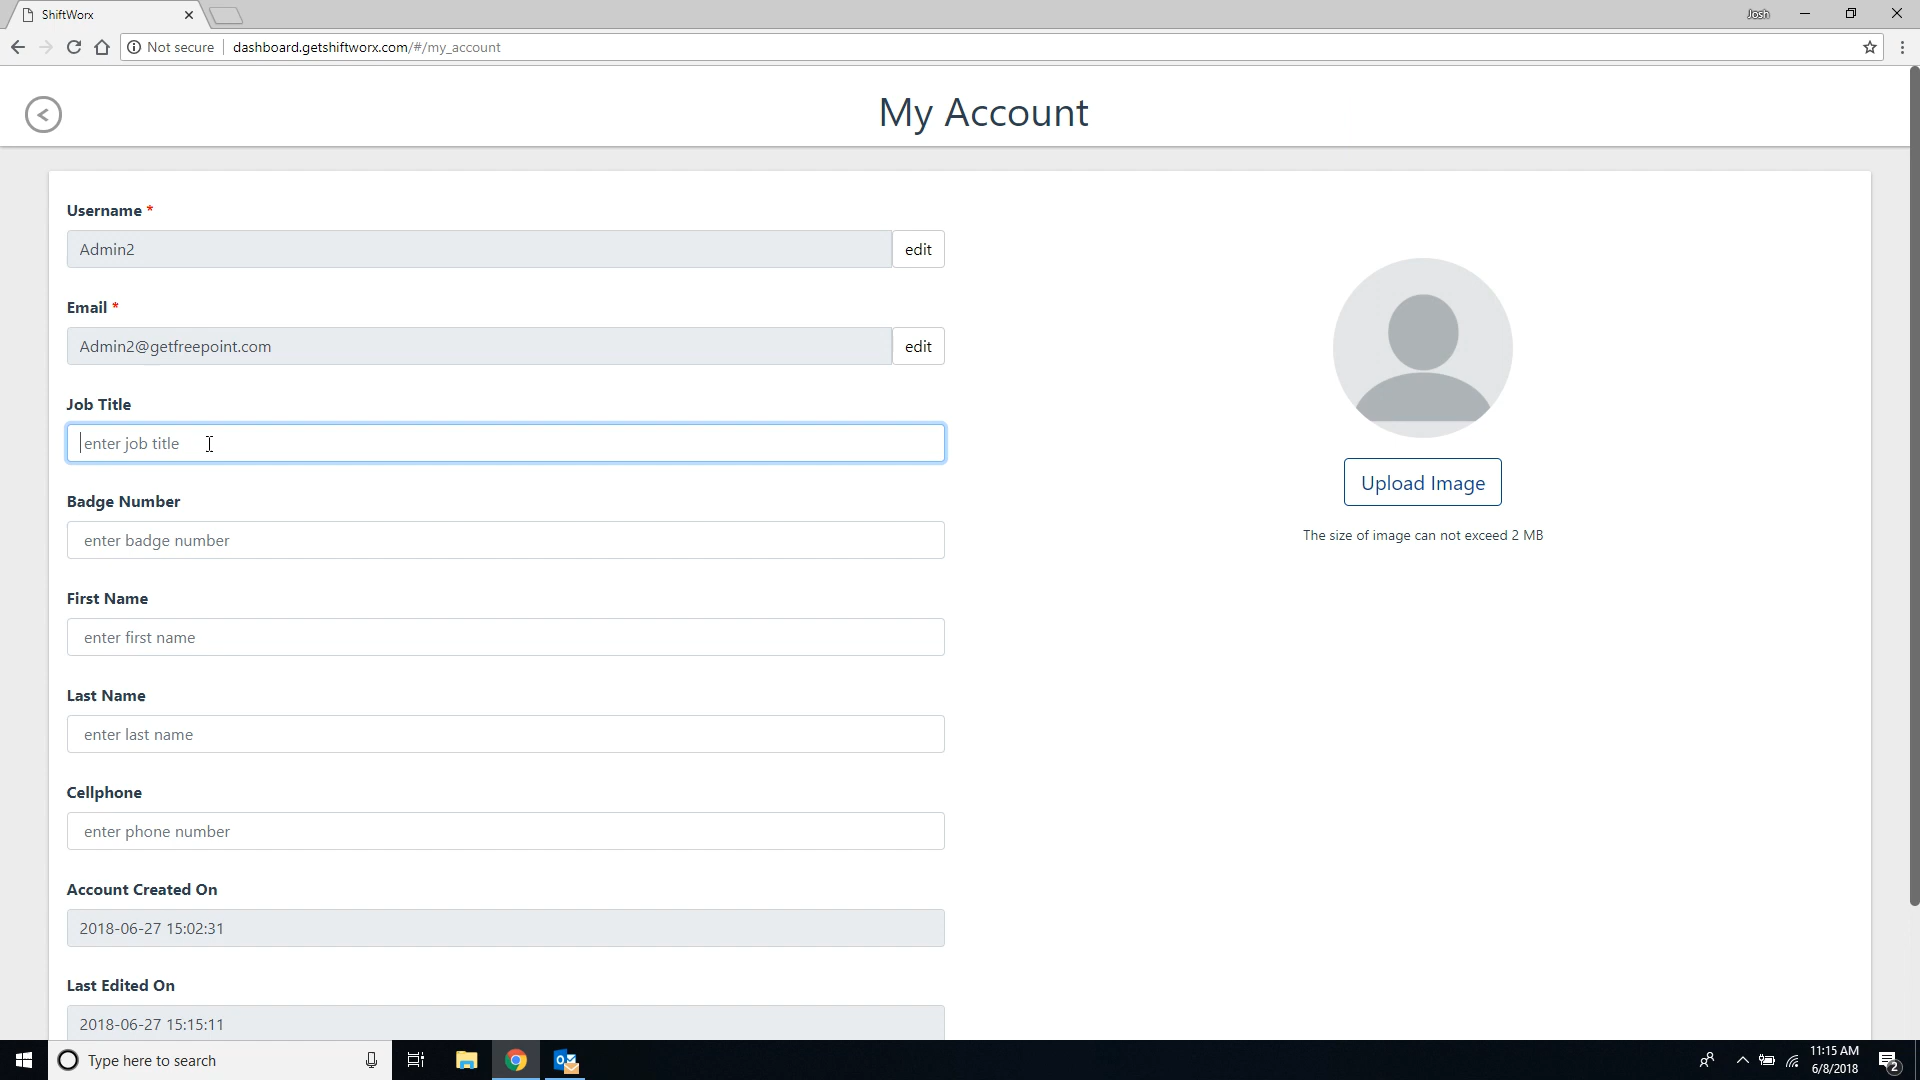 ShiftWorx
Josh
Not secure dashboard.getshiftworx.com/#/my_account
My Account
Username *
Admin2 edit
Email *
Admin2@getfreepoint.com edit
Job Title
enter job title
Upload Image
The size of image can not exceed 2 MB
Badge Number
enter badge number
First Name
enter first name
Last Name
enter last name
Cellphone
enter phone number
Account Created On
2018-06-27 15:02:31
Last Edited On
2018-06-27 15:15:11
Type here to search
11:15 AM
6/8/2018
2